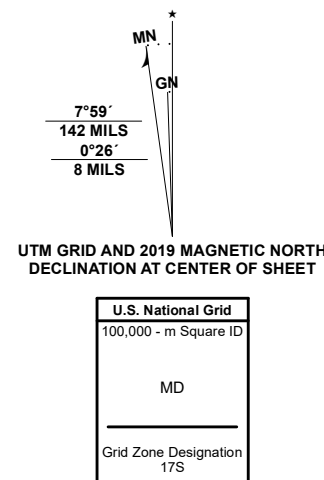 ★
MN
GN
7°59´
142 MILS
0°26´
8 MILS
UTM GRID AND 2019 MAGNETIC NORTH
DECLINATION AT CENTER OF SHEET
U.S. National Grid
100,000 - m Square ID
MD
Grid Zone Designation
17S